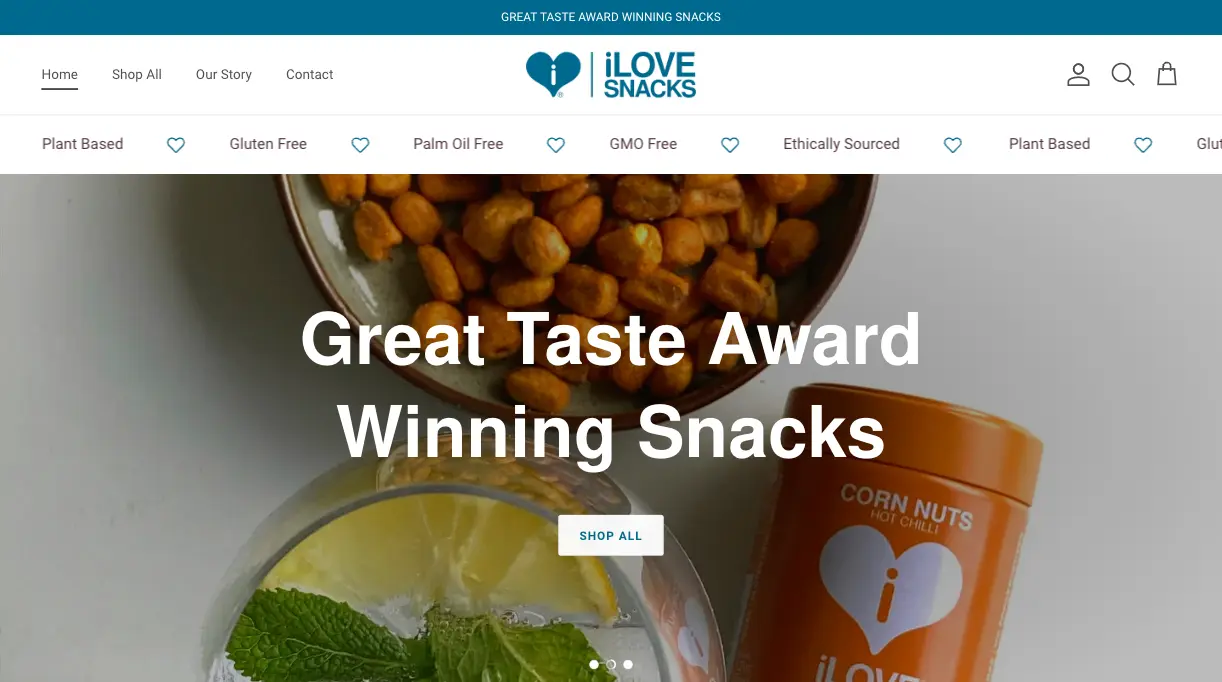 GREAT TASTE AWARD WINNING SNACKS
Home
Shop All
Our Story
Contact
i
®
iLOVE
SNACKS
Plant Based
Gluten Free
Palm Oil Free
GMO Free
Ethically Sourced
Plant Based
Glut
Great Taste Award
Winning Snacks
SHOP ALL
CORN NUTS
HOT CHILLI
i
iLOVE